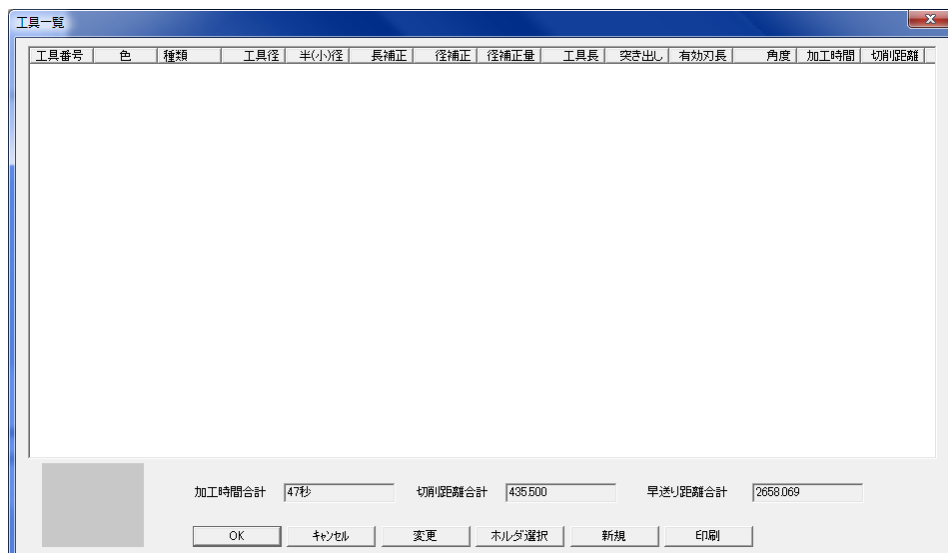 工具一覧
工具番号 色 種類 工具径 半(小)径 長補正 径補正 径補正量 工具長 突き出し 有効刃長 角度 加工時間 切削距離
加工時間合計 47秒 切削距離合計 435.500 早送り距離合計 2658.069
OK キャンセル 変更 ホルダ選択 新規 印刷